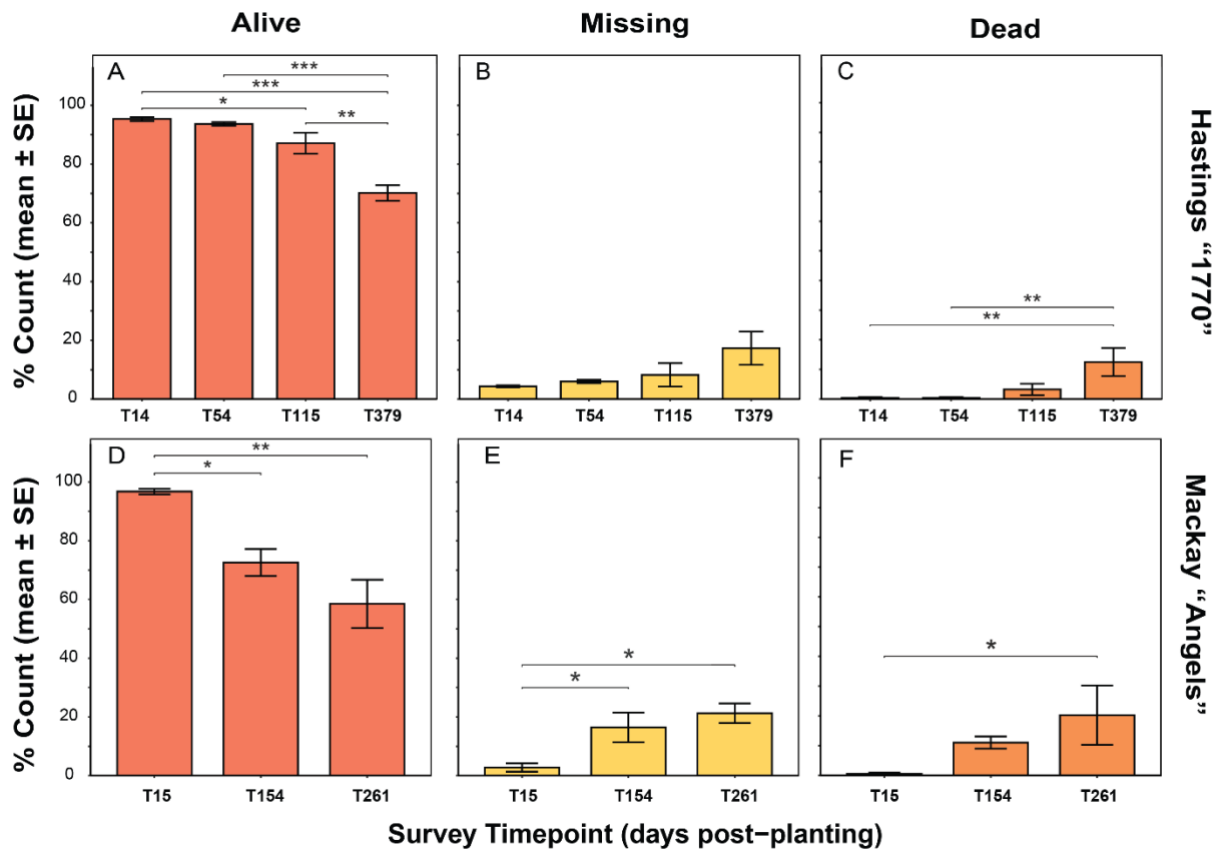 Alive Missing Dead
A B C
*** *** * ** ** **
100
80
60
40
20
0
% Count (mean ± SE)
T14 T54 T115 T379 T14 T54 T115 T379 T14 T54 T115 T379
Hastings “1770”
D E F
** * * * *
100
80
60
40
20
0
% Count (mean ± SE)
T15 T154 T261 T15 T154 T261 T15 T154 T261
Mackay “Angels”
Survey Timepoint (days post−planting)